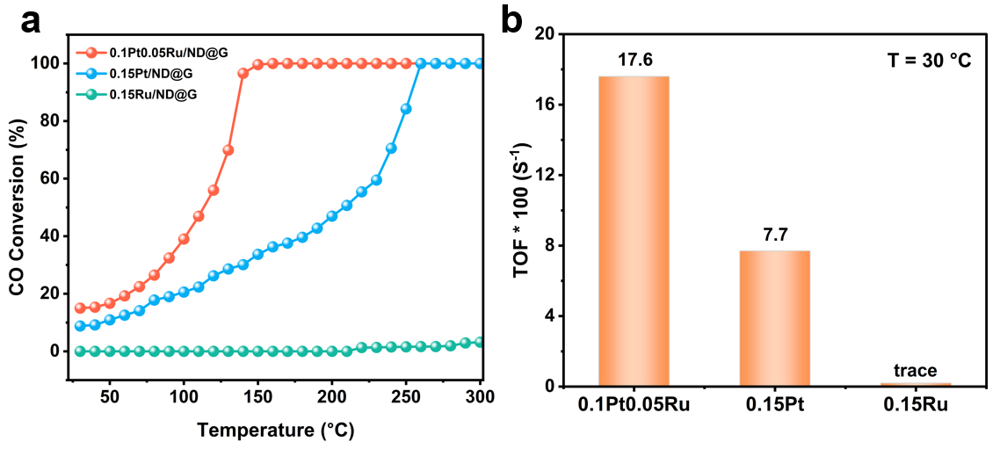 a
0.1Pt0.05Ru/ND@G
0.15Pt/ND@G
0.15Ru/ND@G
100
80
60
40
20
0
CO Conversion (%)
50 100 150 200 250 300
Temperature (°C)
b
T = 30 °C
20
16
12
8
4
0
TOF * 100 (S⁻¹)
17.6
7.7
trace
0.1Pt0.05Ru 0.15Pt 0.15Ru